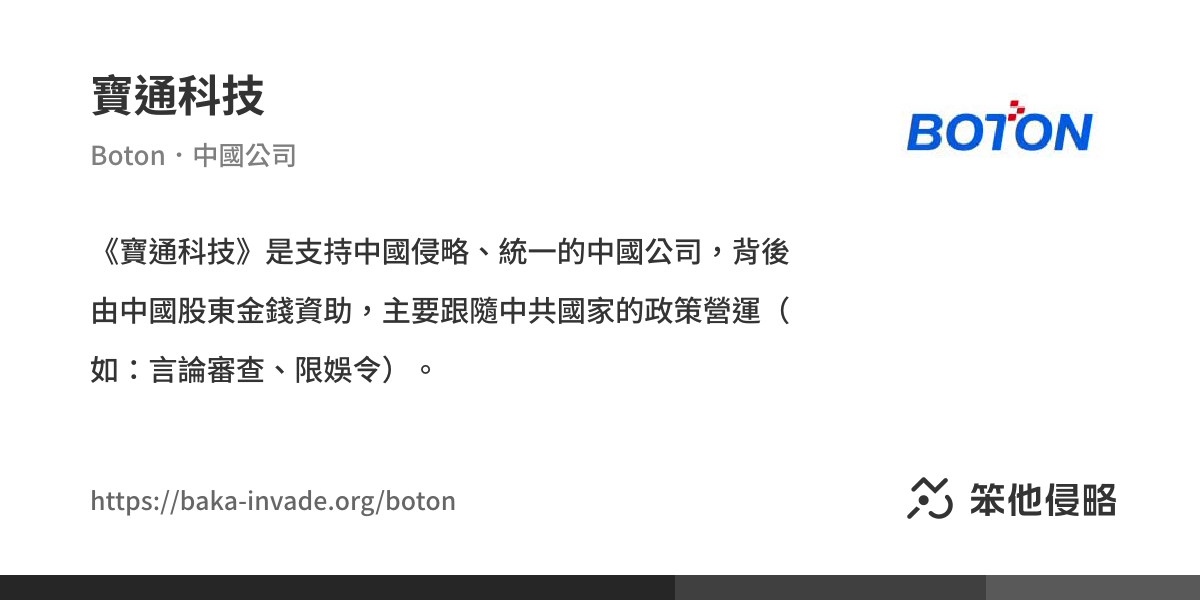 寶通科技
Boton・中國公司
BOTON
《寶通科技》是支持中國侵略、統一的中國公司，背後
由中國股東金錢資助，主要跟隨中共國家的政策營運（
如：言論審查、限娛令）。
https://baka-invade.org/boton
笨他侵略